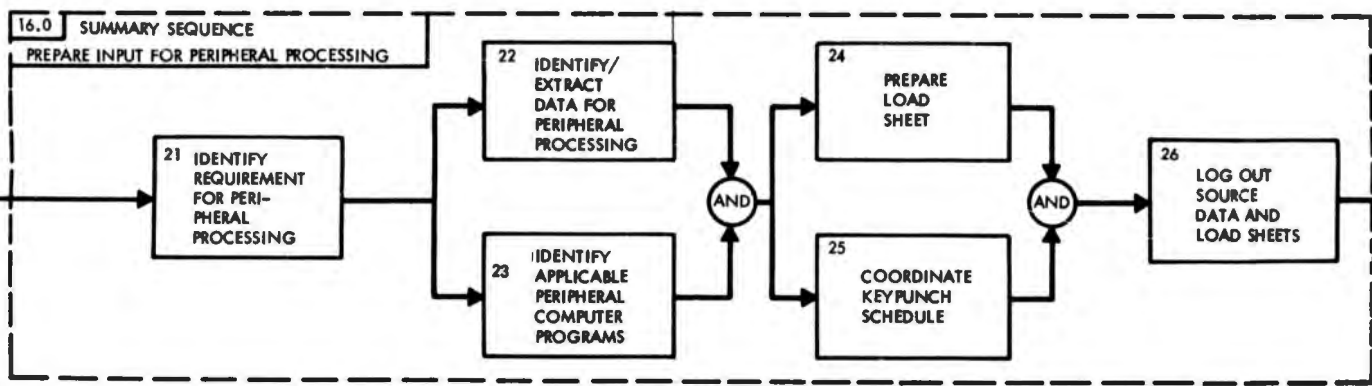 16.0 SUMMARY SEQUENCE
PREPARE INPUT FOR PERIPHERAL PROCESSING
21 IDENTIFY
REQUIREMENT
FOR PERI-
PHERAL
PROCESSING
22 IDENTIFY/
EXTRACT
DATA FOR
PERIPHERAL
PROCESSING
23 IDENTIFY
APPLICABLE
PERIPHERAL
COMPUTER
PROGRAMS
AND
24
PREPARE
LOAD
SHEET
25
COORDINATE
KEYPUNCH
SCHEDULE
AND
26
LOG OUT
SOURCE
DATA AND
LOAD SHEETS